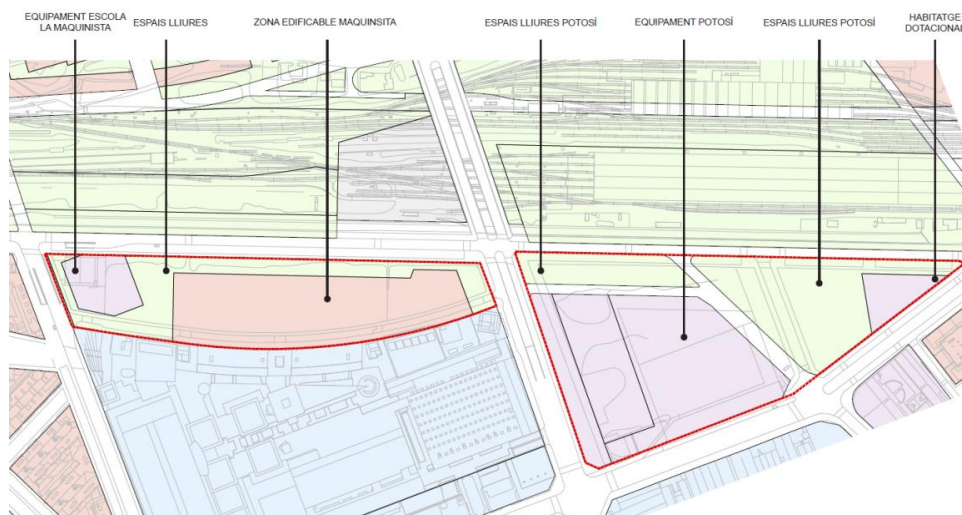 EQUIPAMENT ESCOLA
LA MAQUINISTA
ESPAIS LLIURES
ZONA EDIFICABLE MAQUINSITA
ESPAIS LLIURES POTOSÍ
EQUIPAMENT POTOSÍ
ESPAIS LLIURES POTOSÍ
HABITATGE
DOTACIONAL